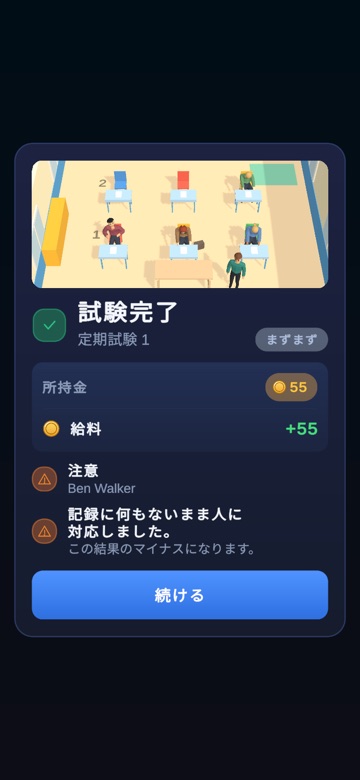 2
1
試験完了
定期試験 1
まずまず
所持金
55
給料
+55
注意
Ben Walker
記録に何もないまま人に
対応しました。
この結果のマイナスになります。
続ける